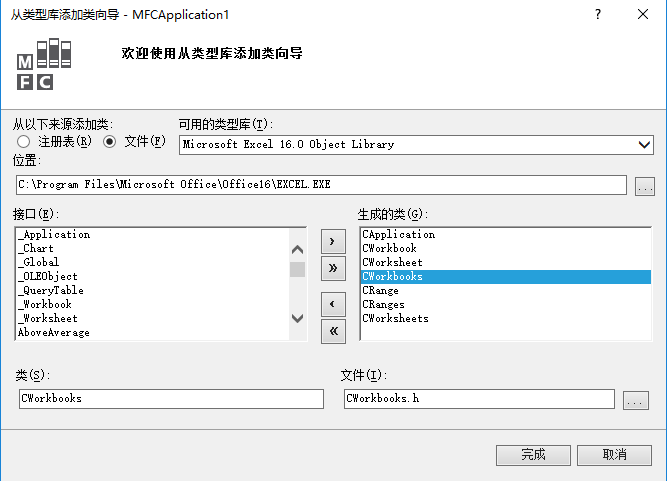 从类型库添加类向导 - MFCApplication1
? ×
MFC
欢迎使用从类型库添加类向导
从以下来源添加类:
可用的类型库(T):
注册表(R) 文件(F)
Microsoft Excel 16.0 Object Library
位置:
C:\Program Files\Microsoft Office\Office16\EXCEL.EXE
...
接口(E):
生成的类(G):
_Application
_Chart
_Global
_OLEObject
_QueryTable
_Workbook
_Worksheet
AboveAverage
>
»
<
«
CApplication
CWorkbook
CWorksheet
CWorkbooks
CRange
CRanges
CWorksheets
类(S):
文件(I):
CWorkbooks
CWorkbooks.h
...
完成
取消